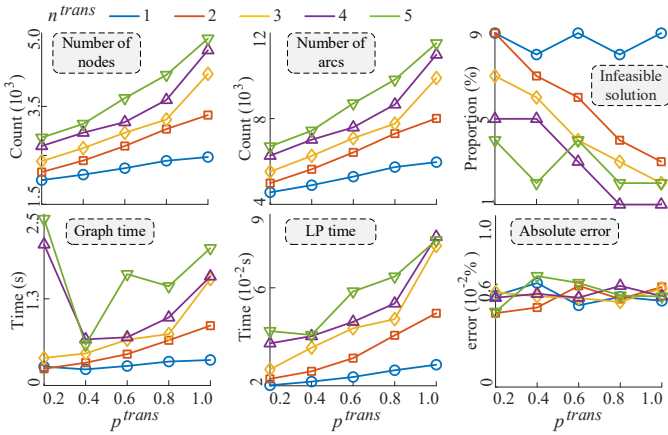 n^trans 1 2 3 4 5
Number of nodes
Count (10^3)
5.0
3.5
1.5
Number of arcs
Count (10^3)
12
8
4
Infeasible solution
Proportion (%)
9
5
1
Graph time
Time (s)
2.5
1.3
0
0.2 0.4 0.6 0.8 1.0
p^trans
LP time
Time (10^-2 s)
9
6
2
0.2 0.4 0.6 0.8 1.0
p^trans
Absolute error
error (10^-2 %)
1.0
0.6
0
0.2 0.4 0.6 0.8 1.0
p^trans